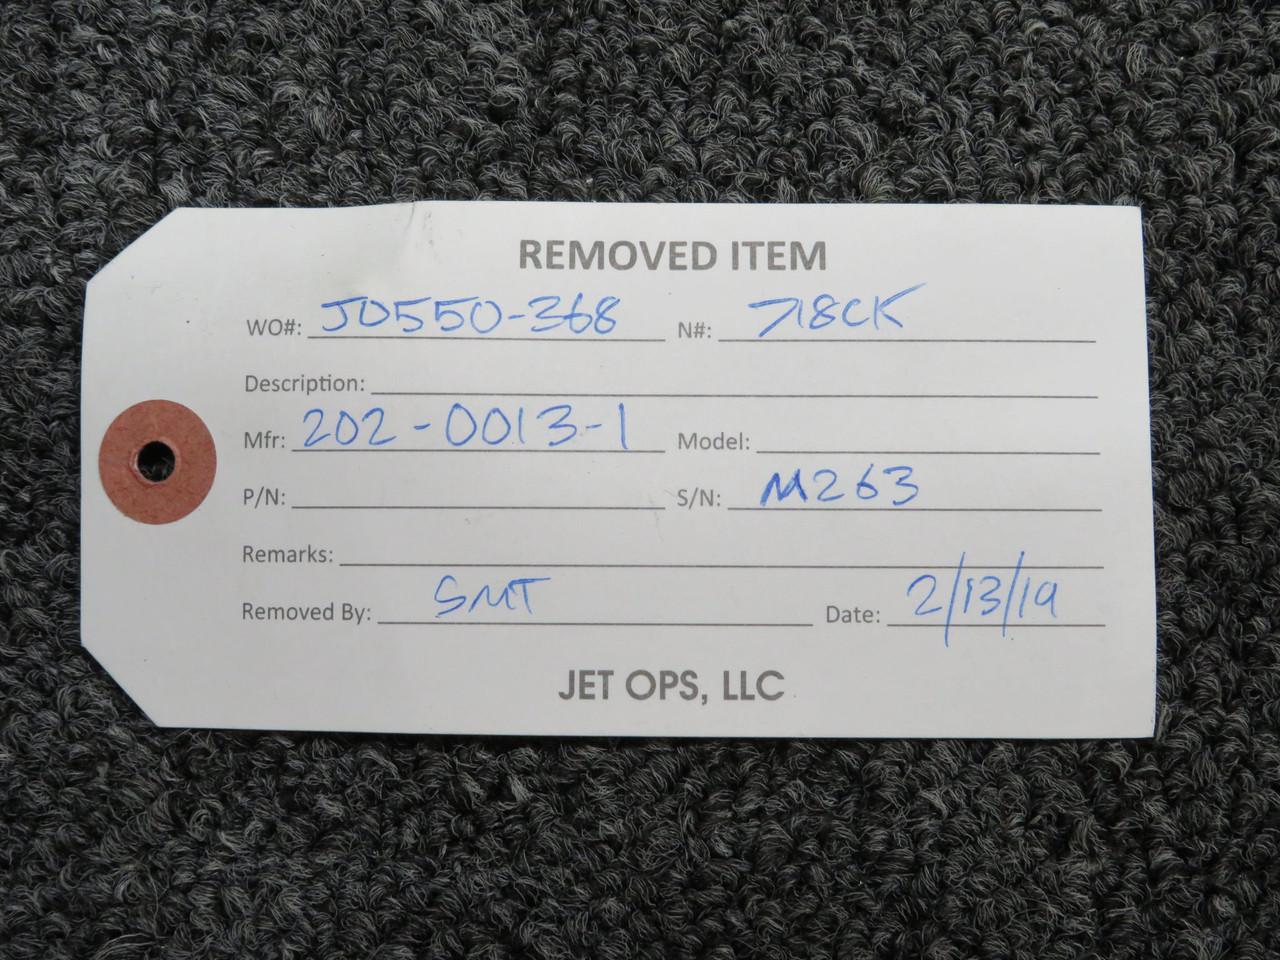 REMOVED ITEM
WO#: JO550-368 N#: 718CK
Description:
Mfr: 202-0013-1 Model:
P/N: S/N: M263
Remarks:
Removed By: SMT Date: 2/13/19
JET OPS, LLC